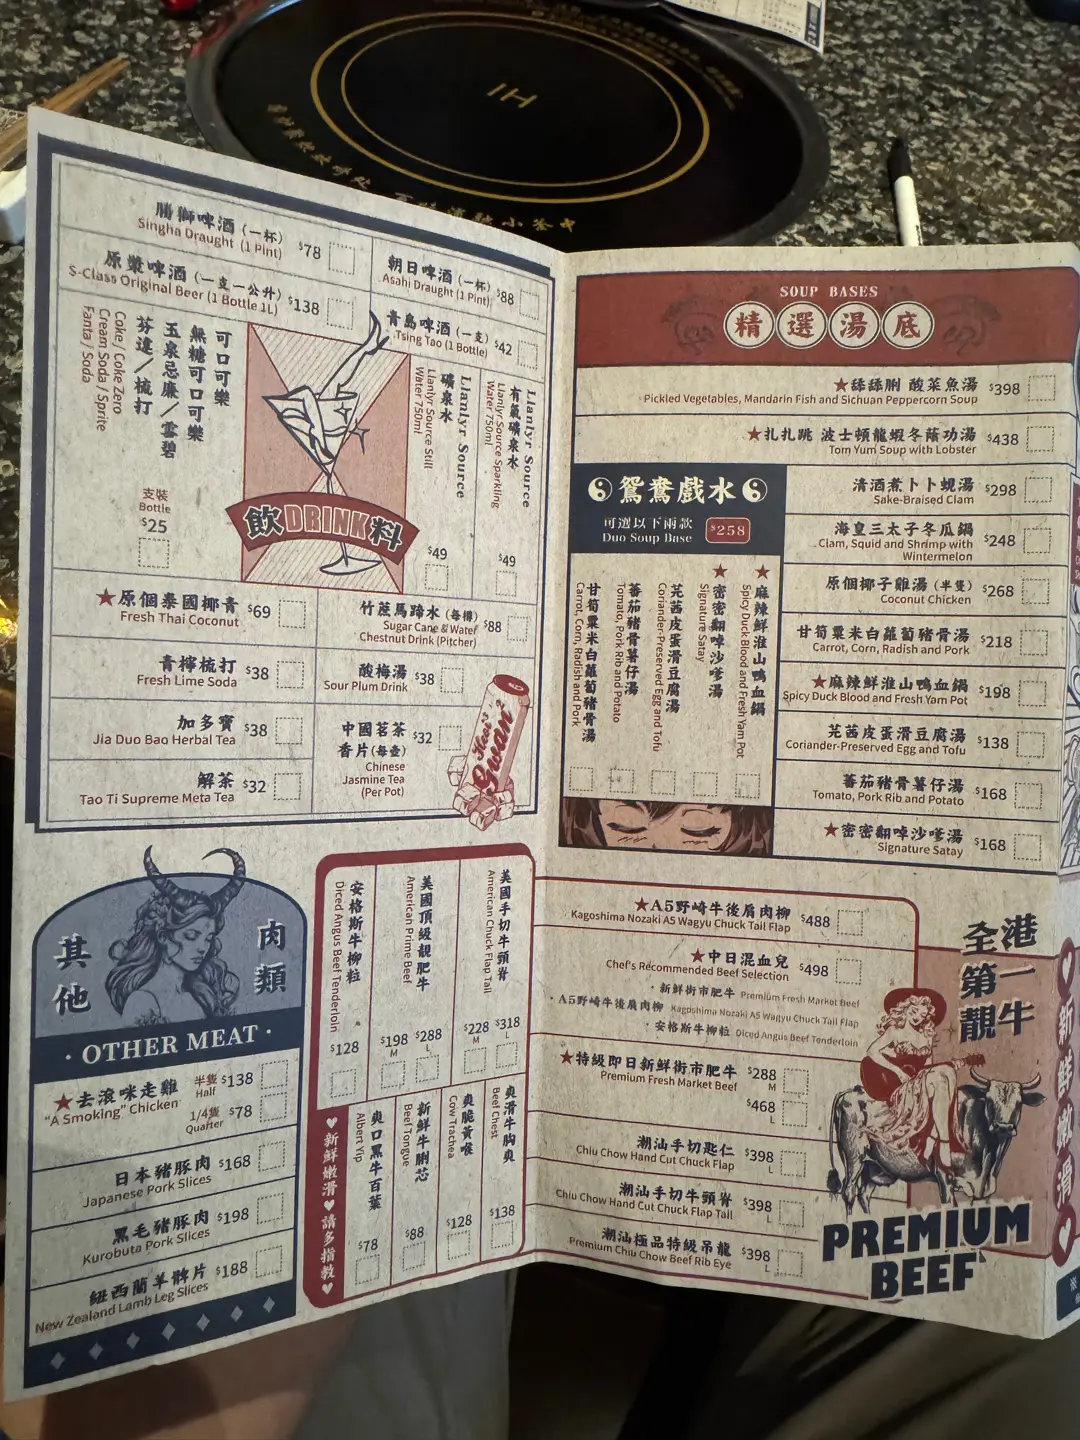 IH
勝獅啤酒（一杯）
Singha Draught (1 Pint)
$78
朝日啤酒（一杯）
Asahi Draught (1 Pint)
$88
原漿啤酒（一支一公升）
S-Class Original Beer (1 Bottle 1L)
$138
青島啤酒（一支）
Tsing Tao (1 Bottle)
$42
可口可樂
無糖可口可樂
玉泉忌廉／雪碧
芬達／梳打
Coke/ Coke Zero
Cream Soda / Sprite
Fanta / Soda
支裝
Bottle
$25
飲DRINK料
Llanlyr Source
礦泉水
Llanlyr Source Still
Water 750ml
$49
Llanlyr Source
有氣礦泉水
Llanlyr Source Sparkling
Water 750ml
$49
★原個泰國椰青
Fresh Thai Coconut
$69
竹蔗馬蹄水（每樽）
Sugar Cane & Water
Chestnut Drink (Pitcher)
$88
青檸梳打
Fresh Lime Soda
$38
酸梅湯
Sour Plum Drink
$38
加多寶
Jia Duo Bao Herbal Tea
$38
中國茗茶
香片（每壺）
Chinese
Jasmine Tea
(Per Pot)
$32
解茶
Tao Ti Supreme Meta Tea
$32
SOUP BASES
精選湯底
★舔舔脷 酸菜魚湯
Pickled Vegetables, Mandarin Fish and Sichuan Peppercorn Soup
$398
★扎扎跳 波士頓龍蝦冬蔭功湯
Tom Yum Soup with Lobster
$438
鴛鴦戲水
可選以下兩款
Duo Soup Base
$258
★麻辣鮮淮山鴨血鍋
Spicy Duck Blood and Fresh Yam Pot
★密密翻啅沙嗲湯
Signature Satay
芫茜皮蛋滑豆腐湯
Coriander-Preserved Egg and Tofu
蕃茄豬骨薯仔湯
Tomato, Pork Rib and Potato
甘筍粟米白蘿蔔豬骨湯
Carrot, Corn, Radish and Pork
清酒煮卜卜蜆湯
Sake-Braised Clam
$298
海皇三太子冬瓜鍋
Clam, Squid and Shrimp with
Wintermelon
$248
原個椰子雞湯（半隻）
Coconut Chicken
$268
甘筍粟米白蘿蔔豬骨湯
Carrot, Corn, Radish and Pork
$218
★麻辣鮮淮山鴨血鍋
Spicy Duck Blood and Fresh Yam Pot
$198
芫茜皮蛋滑豆腐湯
Coriander-Preserved Egg and Tofu
$138
蕃茄豬骨薯仔湯
Tomato, Pork Rib and Potato
$168
★密密翻啅沙嗲湯
Signature Satay
$168
其他肉類
· OTHER MEAT ·
★去滾咪走雞
"A Smoking" Chicken
半隻
Half
$138
1/4隻
Quarter
$78
日本豬豚肉
Japanese Pork Slices
$168
黑毛豬豚肉
Kurobuta Pork Slices
$198
紐西蘭羊髀片
New Zealand Lamb Leg Slices
$188
安格斯牛柳粒
Diced Angus Beef Tenderloin
$128
美國頂級靚肥牛
American Prime Beef
$198 M
$288 L
美國手切牛頸脊
American Chuck Flap Tail
$228 M
$318 L
♥新鮮嫩滑♥請多指教♥
爽口黑牛百葉
Albert Yip
$78
新鮮牛脷芯
Beef Tongue
$88
爽脆黃喉
Cow Trachea
$128
爽滑牛胸爽
Beef Chest
$138
★A5野崎牛後肩肉柳
Kagoshima Nozaki A5 Wagyu Chuck Tail Flap
$488
★中日混血兒
Chef's Recommended Beef Selection
$498
· 新鮮街市肥牛 Premium Fresh Market Beef
· A5野崎牛後肩肉柳 Kagoshima Nozaki A5 Wagyu Chuck Tail Flap
· 安格斯牛柳粒 Diced Angus Beef Tenderloin
★特級即日新鮮街市肥牛
Premium Fresh Market Beef
$288 M
$468 L
潮汕手切匙仁
Chiu Chow Hand Cut Chuck Flap
$398 L
潮汕手切牛頸脊
Chiu Chow Hand Cut Chuck Flap Tail
$398 L
潮汕極品特級吊龍
Premium Chiu Chow Beef Rib Eye
$398 L
全港
第一
靚牛
PREMIUM
BEEF
♥新鮮嫩滑♥